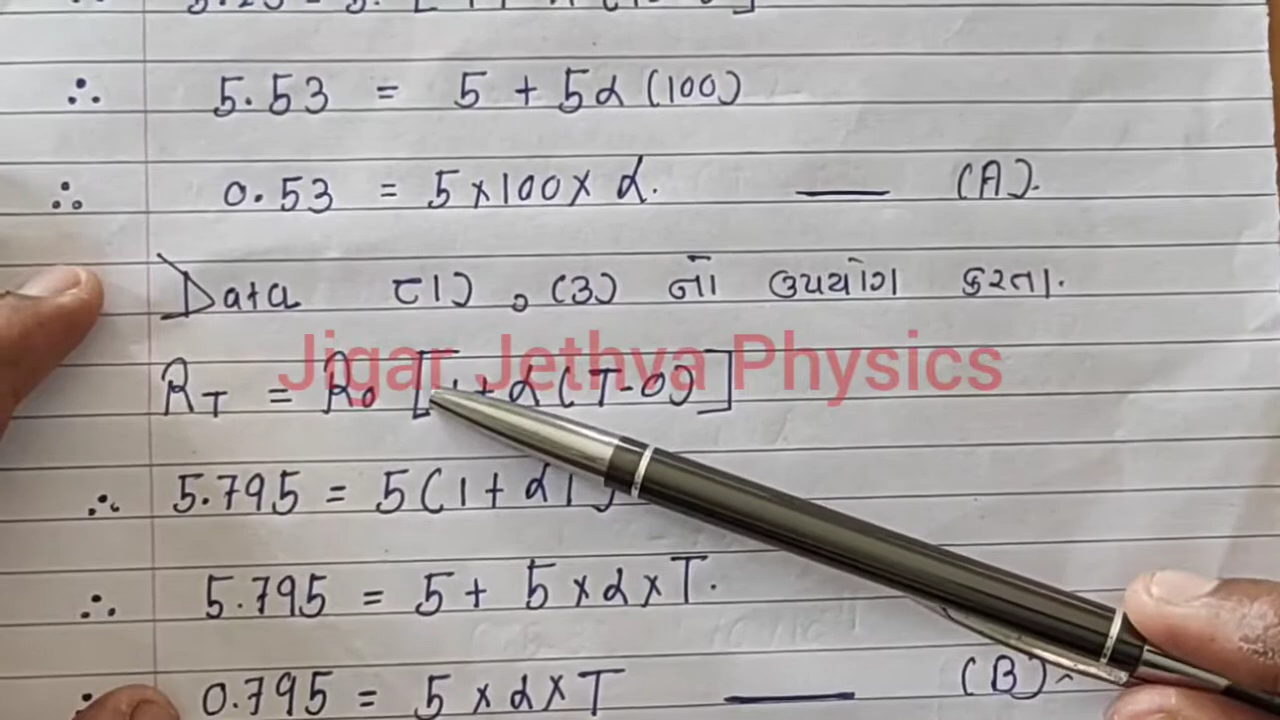 ∴ 5.53 = 5 + 5α (100)
∴ 0.53 = 5 × 100 × α. — (A).
Data (1), (3) નો ઉપયોગ કરતા.
Jigar Jethva Physics
R_T = R₀ [1 + α (T-0)]
∴ 5.795 = 5 (1 + αT)
∴ 5.795 = 5 + 5 × α × T.
∴ 0.795 = 5 × α × T — (B)